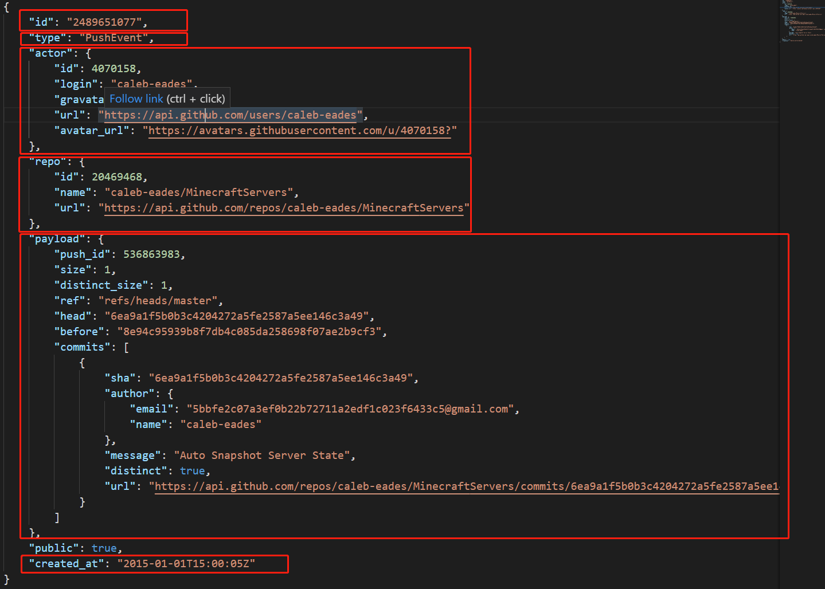 {
"id": "2489651077",
"type": "PushEvent",
"actor": {
"id": 4070158,
"login": "caleb-eades",
"gravata
Follow link (ctrl + click)
"url": "https://api.github.com/users/caleb-eades",
"avatar_url": "https://avatars.githubusercontent.com/u/4070158?"
},
"repo": {
"id": 20469468,
"name": "caleb-eades/MinecraftServers",
"url": "https://api.github.com/repos/caleb-eades/MinecraftServers"
},
"payload": {
"push_id": 536863983,
"size": 1,
"distinct_size": 1,
"ref": "refs/heads/master",
"head": "6ea9a1f5b0b3c4204272a5fe2587a5ee146c3a49",
"before": "8e94c95939b8f7db4c085da258698f07ae2b9cf3",
"commits": [
{
"sha": "6ea9a1f5b0b3c4204272a5fe2587a5ee146c3a49",
"author": {
"email": "5bbfe2c07a3ef0b22b72711a2edf1c023f6433c5@gmail.com",
"name": "caleb-eades"
},
"message": "Auto Snapshot Server State",
"distinct": true,
"url": "https://api.github.com/repos/caleb-eades/MinecraftServers/commits/6ea9a1f5b0b3c4204272a5fe2587a5ee1
}
]
},
"public": true,
"created_at": "2015-01-01T15:00:05Z"
}